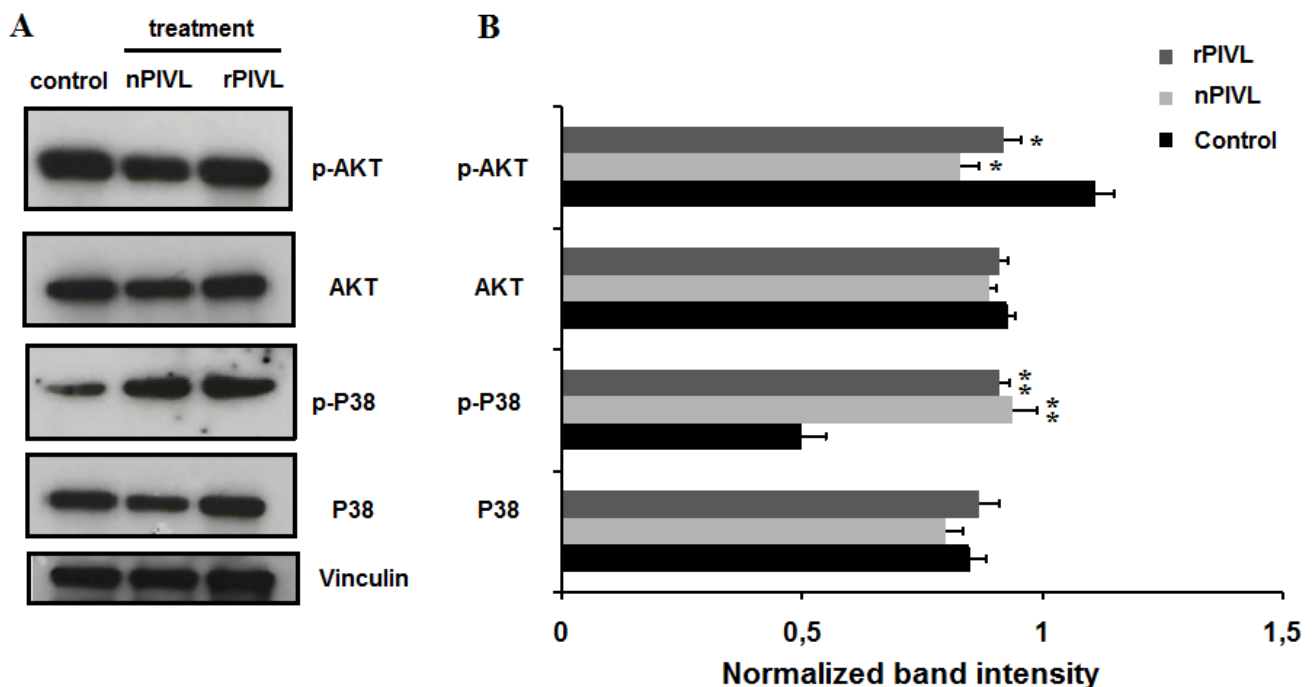 A
treatment
control nPIVL rPIVL
p-AKT
AKT
p-P38
P38
Vinculin
B
rPIVL
nPIVL
Control
p-AKT
*
*
AKT
p-P38
**
**
P38
0 0,5 1 1,5
Normalized band intensity